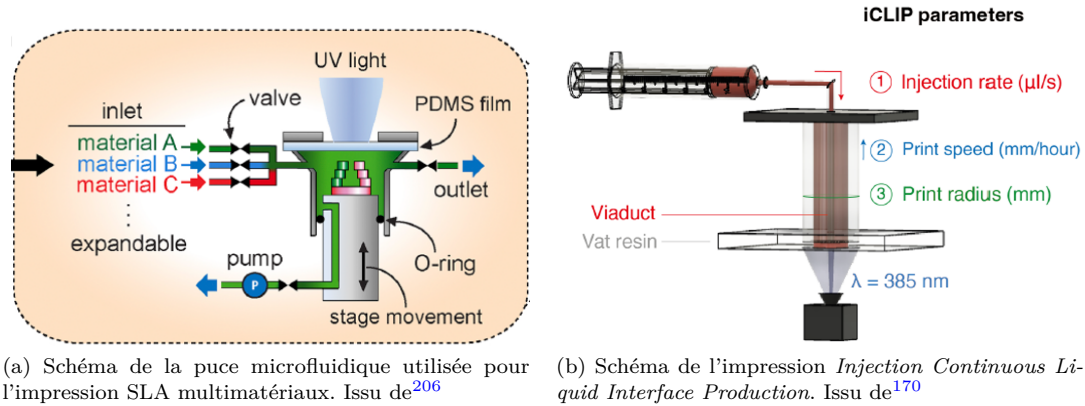 UV light
valve
PDMS film
inlet
material A
material B
material C
expandable
outlet
O-ring
pump
P
stage movement
(a) Schéma de la puce microfluidique utilisée pour
l'impression SLA multimatériaux. Issu de206
iCLIP parameters
1 Injection rate (µl/s)
2 Print speed (mm/hour)
3 Print radius (mm)
Viaduct
Vat resin
λ = 385 nm
(b) Schéma de l'impression Injection Continuous Li-
quid Interface Production. Issu de170